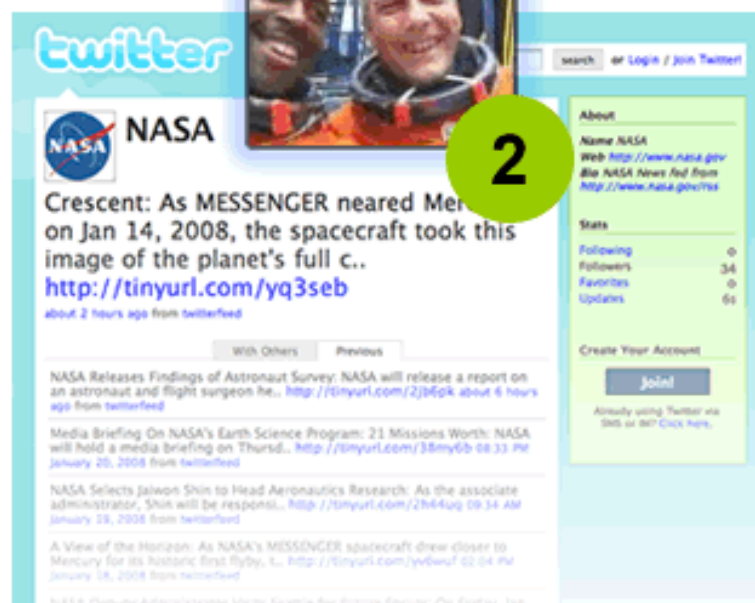 twitter
search or Login / Join Twitter!
NASA
NASA
2
Crescent: As MESSENGER neared
on Jan 14, 2008, the spacecraft took this
image of the planet's full c..
http://tinyurl.com/yq3seb
about 2 hours ago from twitterfeed
With Others Previous
NASA Releases Findings of Astronaut Survey: NASA will release a report on
an astronaut and flight surgeon he.. http://tinyurl.com/2jb6pk about 6 hours
ago from twitterfeed
Media Briefing On NASA's Earth Science Program: 21 Missions Worth: NASA
will hold a media briefing on Thursd.. http://tinyurl.com/38my6b 08:33 PM
January 20, 2008 from twitterfeed
NASA Selects Jaiwon Shin to Head Aeronautics Research: As the associate
administrator, Shin will be responsi.. http://tinyurl.com/2h44uq 09:34 AM
January 19, 2008 from twitterfeed
A View of the Horizon: As NASA's MESSENGER spacecraft drew closer to
Mercury for its historic first flyby, t.. 02:04 PM
January 18, 2008 from twitterfeed
About
Name NASA
Web http://www.nasa.gov
Bio NASA News fed from
http://www.nasa.gov/rss
Stats
Following 0
Followers 34
Favorites 0
Updates
Create Your Account
Join!
Already using Twitter via
SMS or IM? Click here.